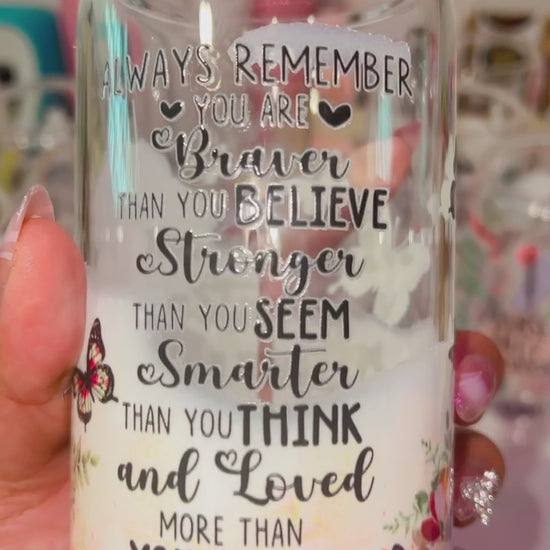 ALWAYS REMEMBER
YOU ARE
Braver
THAN YOU BELIEVE
Stronger
THAN YOU SEEM
Smarter
THAN YOU THINK
and Loved
MORE THAN